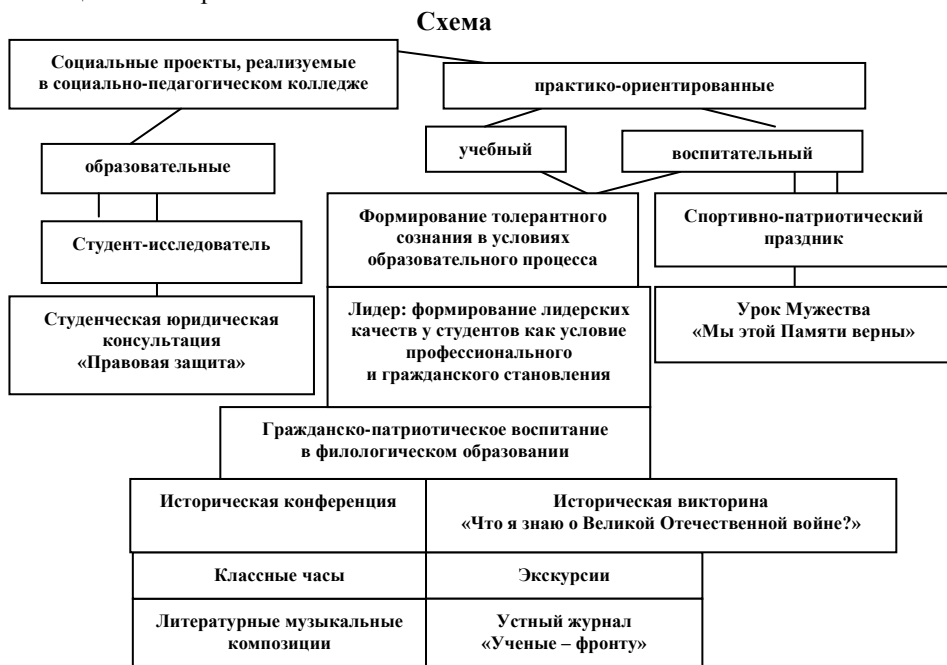 Схема
Социальные проекты, реализуемые
в социально-педагогическом колледже
практико-ориентированные
учебный
воспитательный
образовательные
Формирование толерантного
сознания в условиях
образовательного процесса
Спортивно-патриотический
праздник
Студент-исследователь
Студенческая юридическая
консультация
«Правовая защита»
Лидер: формирование лидерских
качеств у студентов как условие
профессионального
и гражданского становления
Урок Мужества
«Мы этой Памяти верны»
Гражданско-патриотическое воспитание
в филологическом образовании
Историческая конференция
Историческая викторина
«Что я знаю о Великой Отечественной войне?»
Классные часы
Экскурсии
Литературные музыкальные
композиции
Устный журнал
«Ученые – фронту»